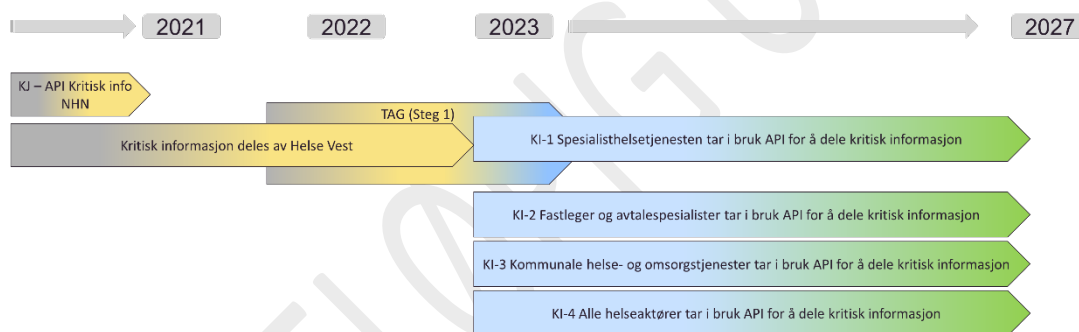 2021
2022
2023
2027
KJ – API Kritisk info
NHN
TAG (Steg 1)
Kritisk informasjon deles av Helse Vest
KI-1 Spesialisthelsetjenesten tar i bruk API for å dele kritisk informasjon
KI-2 Fastleger og avtalespesialister tar i bruk API for å dele kritisk informasjon
KI-3 Kommunale helse- og omsorgstjenester tar i bruk API for å dele kritisk informasjon
KI-4 Alle helseaktører tar i bruk API for å dele kritisk informasjon